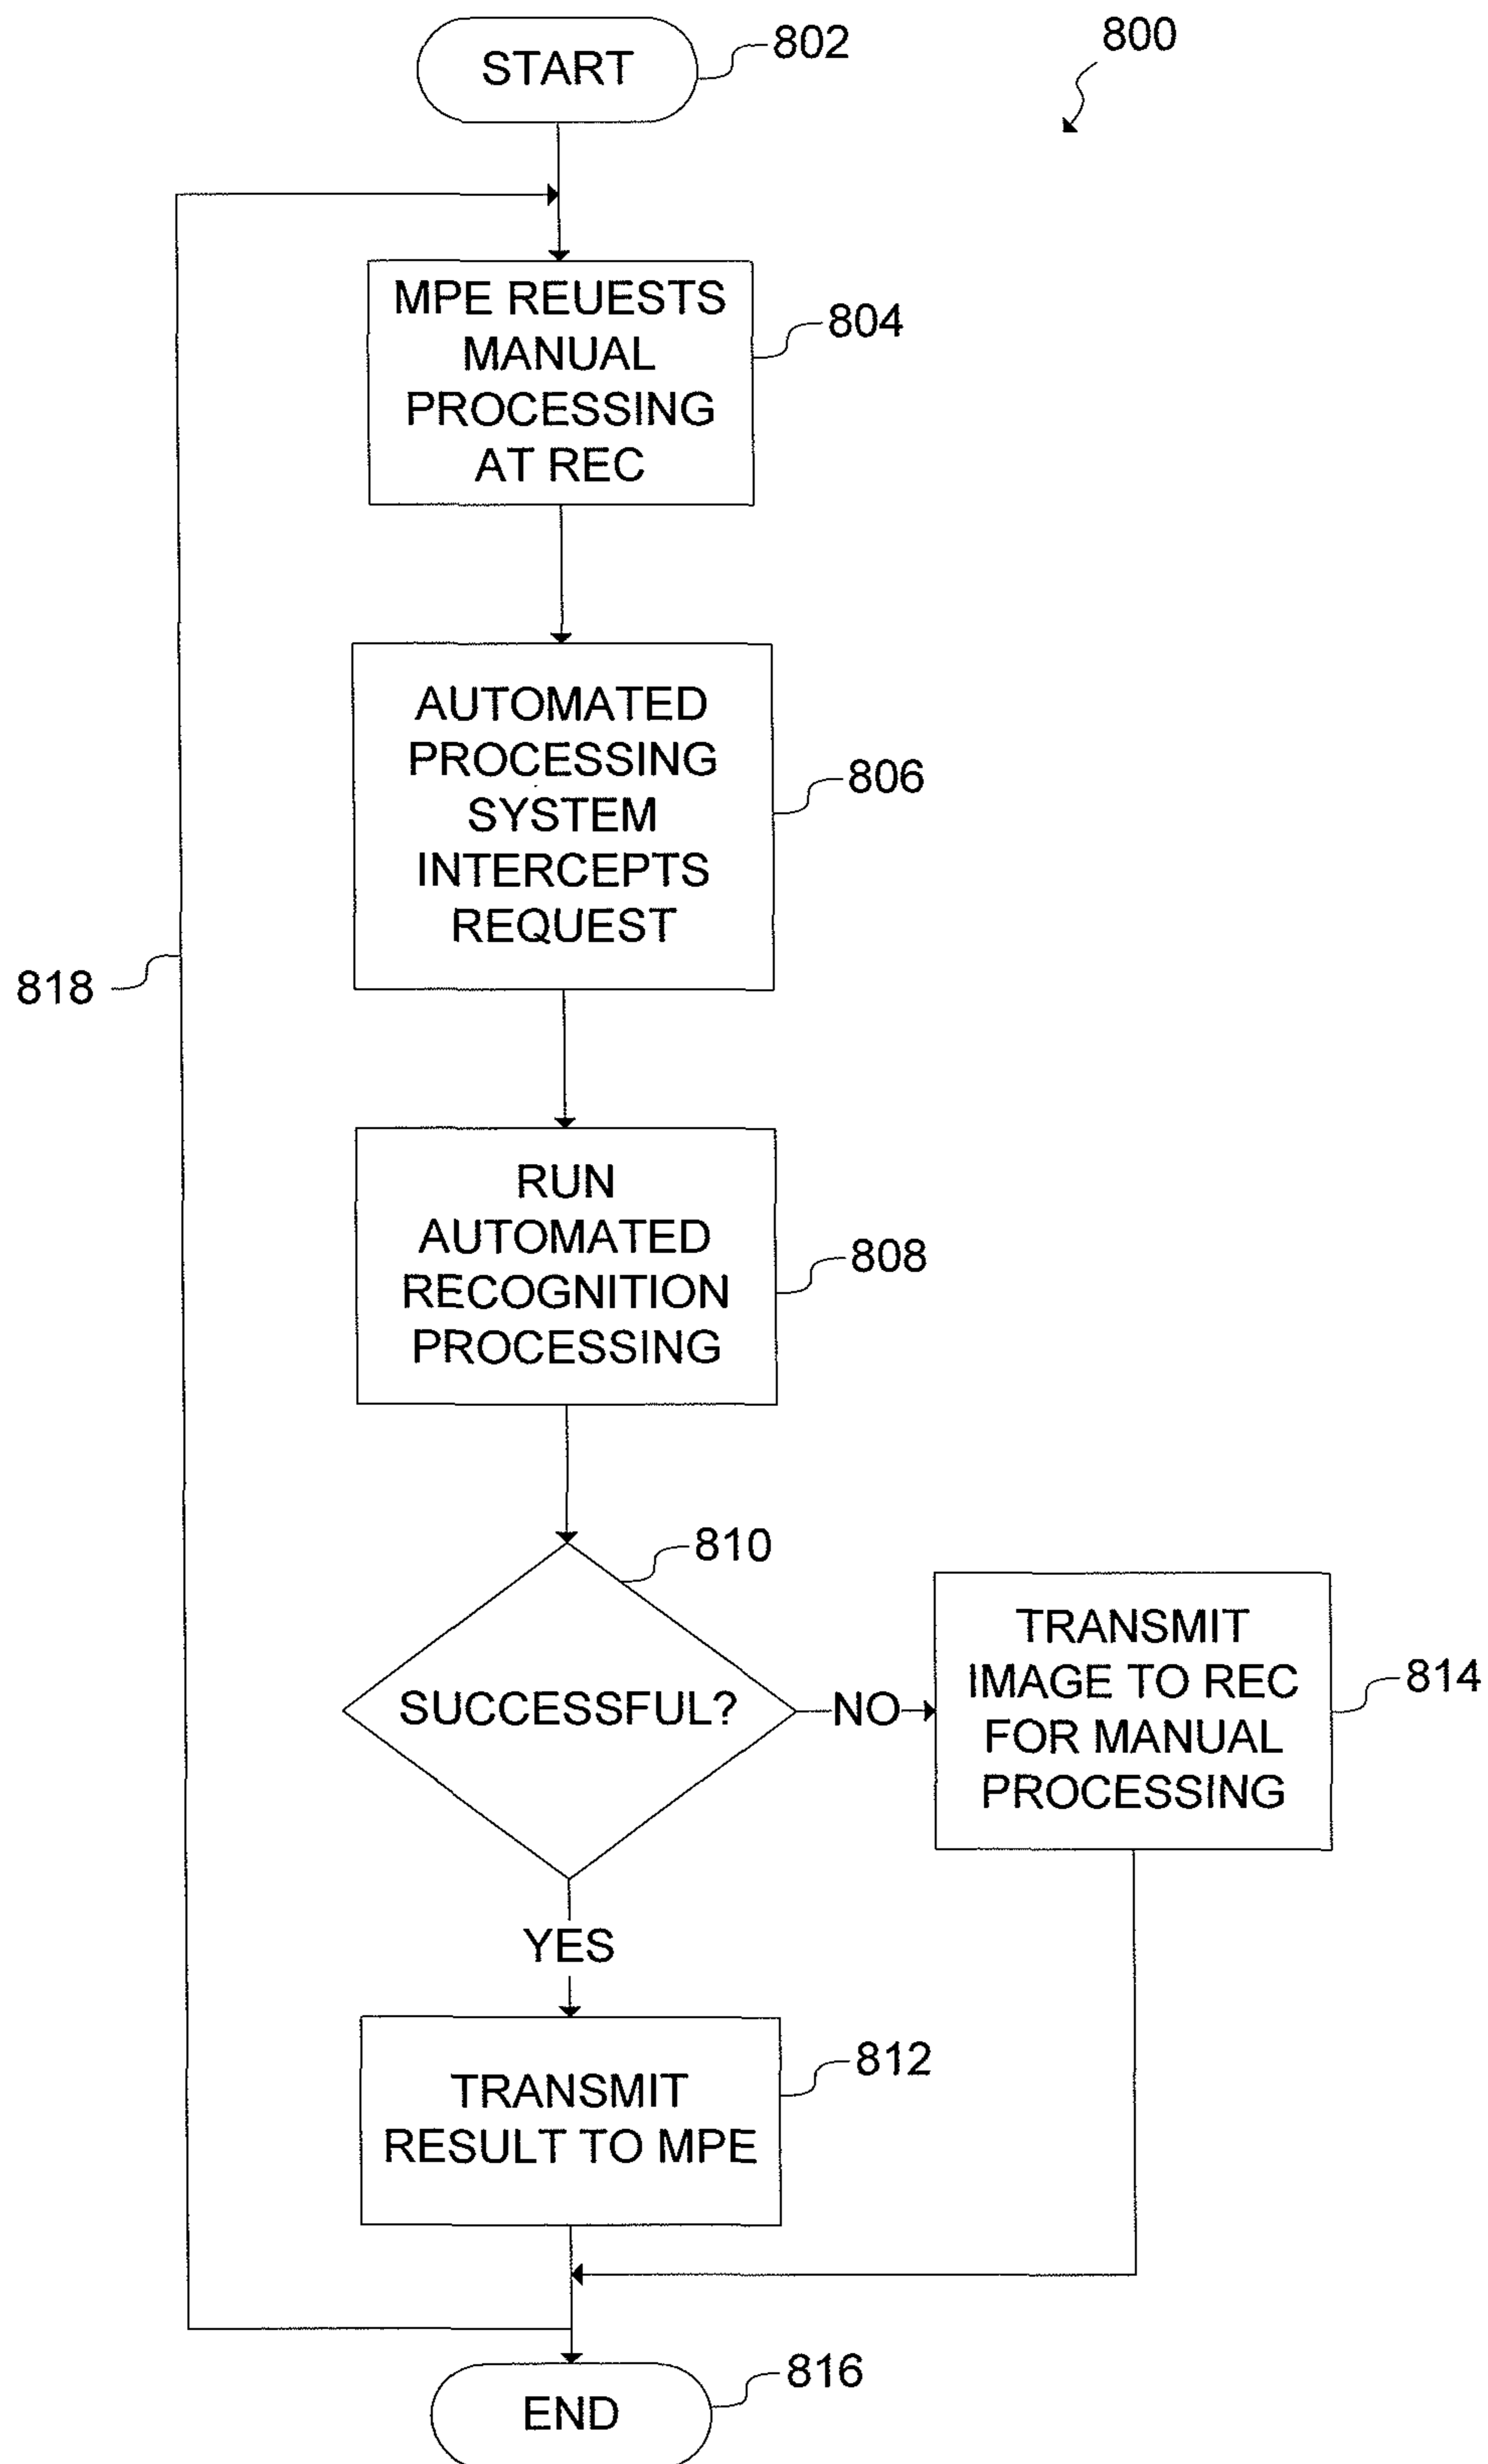 START
802
800
MPE REUESTS
MANUAL
PROCESSING
AT REC
804
AUTOMATED
PROCESSING
SYSTEM
INTERCEPTS
REQUEST
806
818
RUN
AUTOMATED
RECOGNITION
PROCESSING
808
810
SUCCESSFUL?
NO
TRANSMIT
IMAGE TO REC
FOR MANUAL
PROCESSING
814
YES
TRANSMIT
RESULT TO MPE
812
END
816